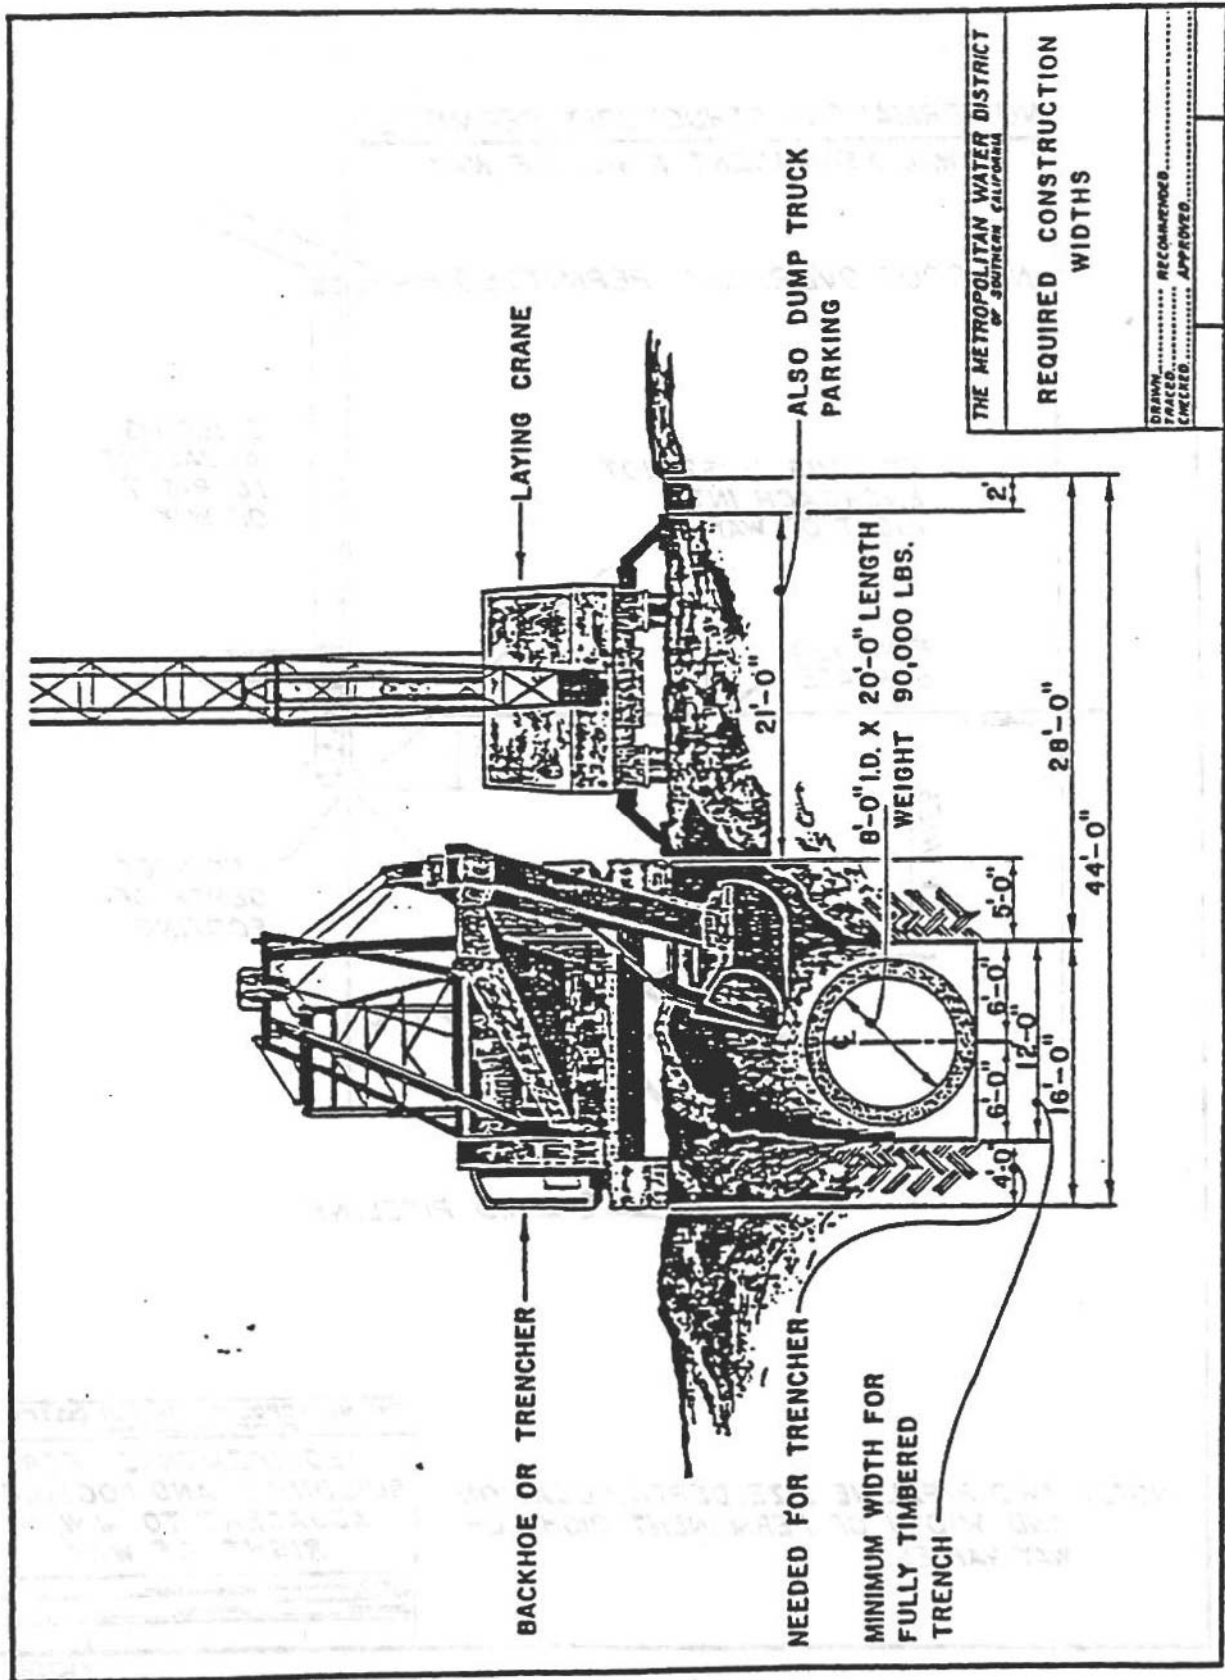 LAYING CRANE
ALSO DUMP TRUCK
PARKING
BACKHOE OR TRENCHER
NEEDED FOR TRENCHER
MINIMUM WIDTH FOR
FULLY TIMBERED
TRENCH
21'-0"
8'-0" I.D. X 20'-0" LENGTH
WEIGHT 90,000 LBS.
℄
4'-0"
6'-0"
6'-0"
5'-0"
2'
12'-0"
16'-0"
28'-0"
44'-0"
THE METROPOLITAN WATER DISTRICT
OF SOUTHERN CALIFORNIA
REQUIRED CONSTRUCTION
WIDTHS
DRAWN............ RECOMMENDED............
TRACED............
CHECKED............ APPROVED............